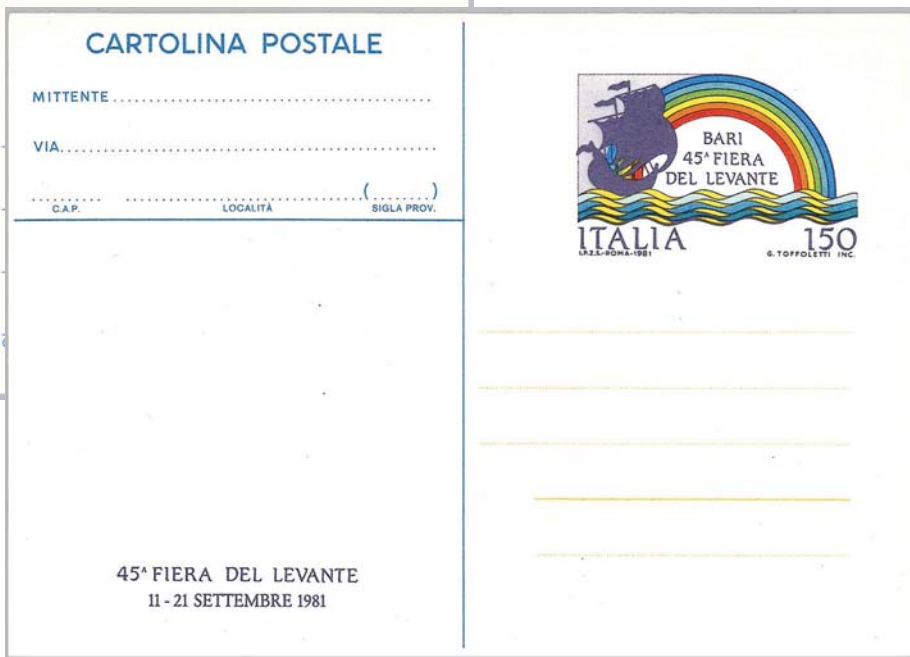 CARTOLINA POSTALE
MITTENTE
VIA
( )
C.A.P. LOCALITÀ SIGLA PROV.
45ª FIERA DEL LEVANTE
11 - 21 SETTEMBRE 1981
BARI
45ª FIERA
DEL LEVANTE
ITALIA 150
I.P.Z.S.-ROMA-1981 G. TOFFOLETTI INC.